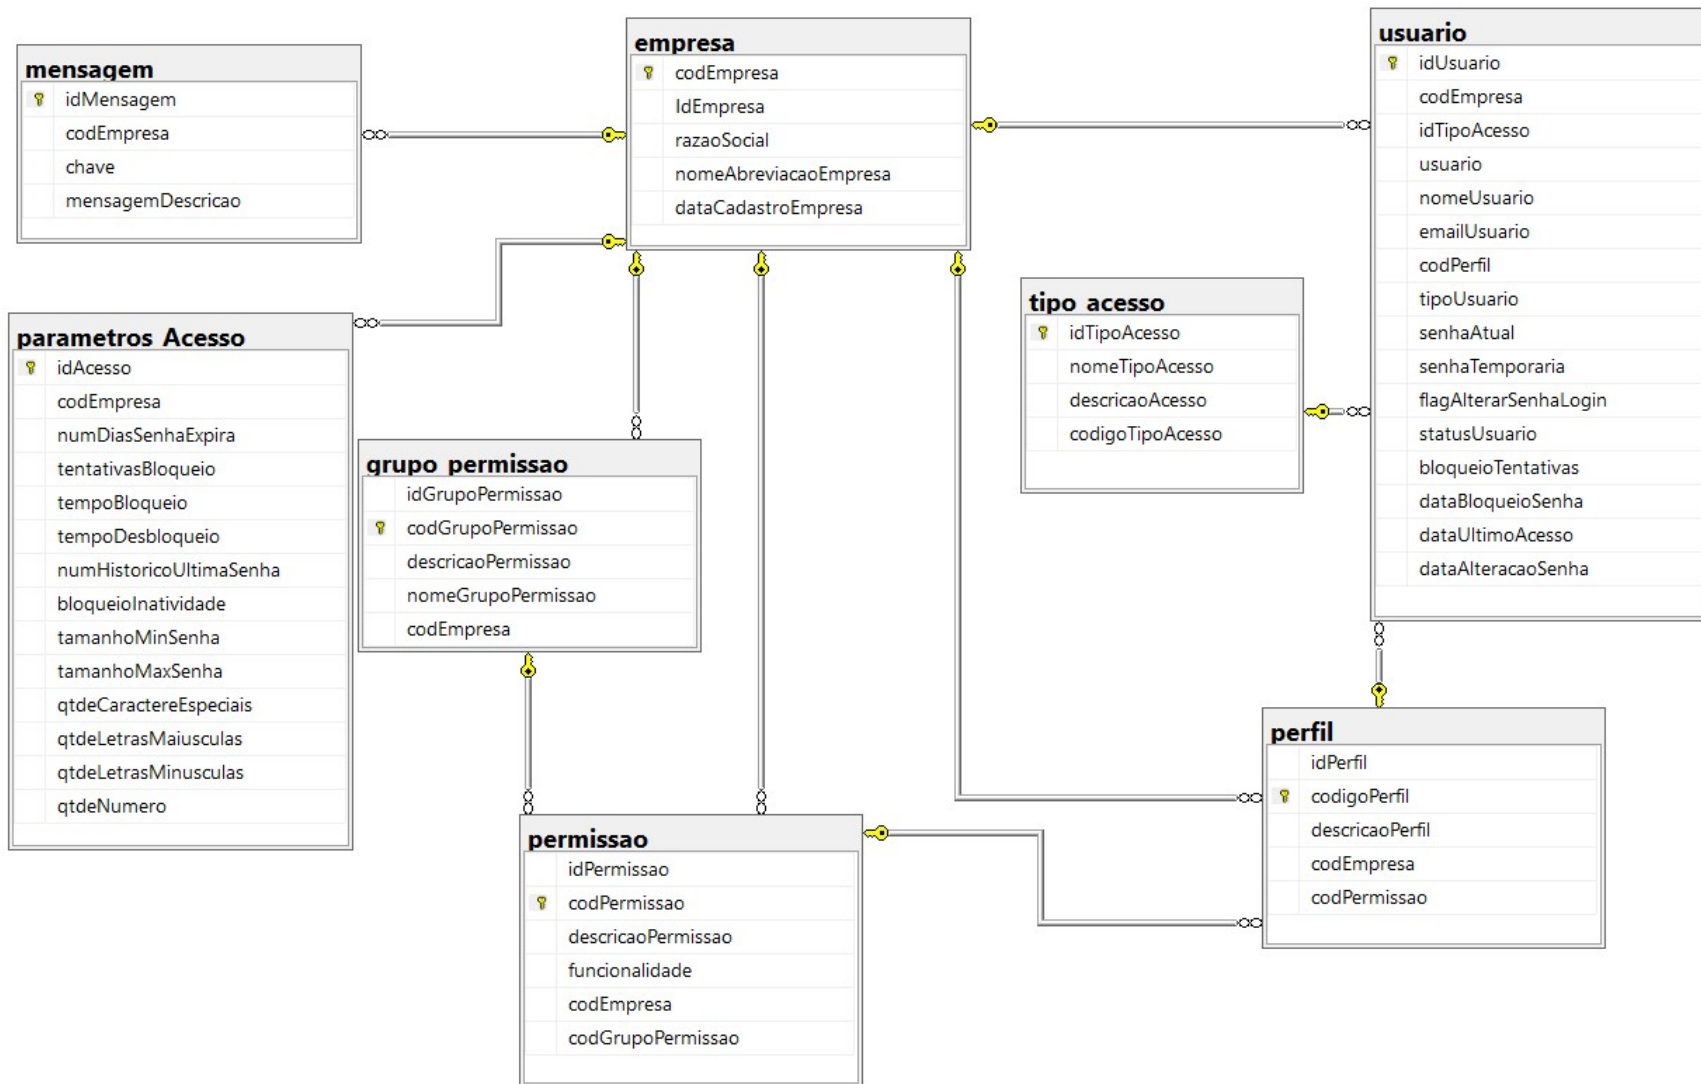 mensagem
idMensagem
codEmpresa
chave
mensagemDescricao
empresa
codEmpresa
IdEmpresa
razaoSocial
nomeAbreviacaoEmpresa
dataCadastroEmpresa
usuario
idUsuario
codEmpresa
idTipoAcesso
usuario
nomeUsuario
emailUsuario
codPerfil
tipoUsuario
senhaAtual
senhaTemporaria
flagAlterarSenhaLogin
statusUsuario
bloqueioTentativas
dataBloqueioSenha
dataUltimoAcesso
dataAlteracaoSenha
tipo_acesso
idTipoAcesso
nomeTipoAcesso
descricaoAcesso
codigoTipoAcesso
parametros_Acesso
idAcesso
codEmpresa
numDiasSenhaExpira
tentativasBloqueio
tempoBloqueio
tempoDesbloqueio
numHistoricoUltimaSenha
bloqueioInatividade
tamanhoMinSenha
tamanhoMaxSenha
qtdeCaractereEspeciais
qtdeLetrasMaiusculas
qtdeLetrasMinusculas
qtdeNumero
grupo_permissao
idGrupoPermissao
codGrupoPermissao
descricaoPermissao
nomeGrupoPermissao
codEmpresa
permissao
idPermissao
codPermissao
descricaoPermissao
funcionalidade
codEmpresa
codGrupoPermissao
perfil
idPerfil
codigoPerfil
descricaoPerfil
codEmpresa
codPermissao